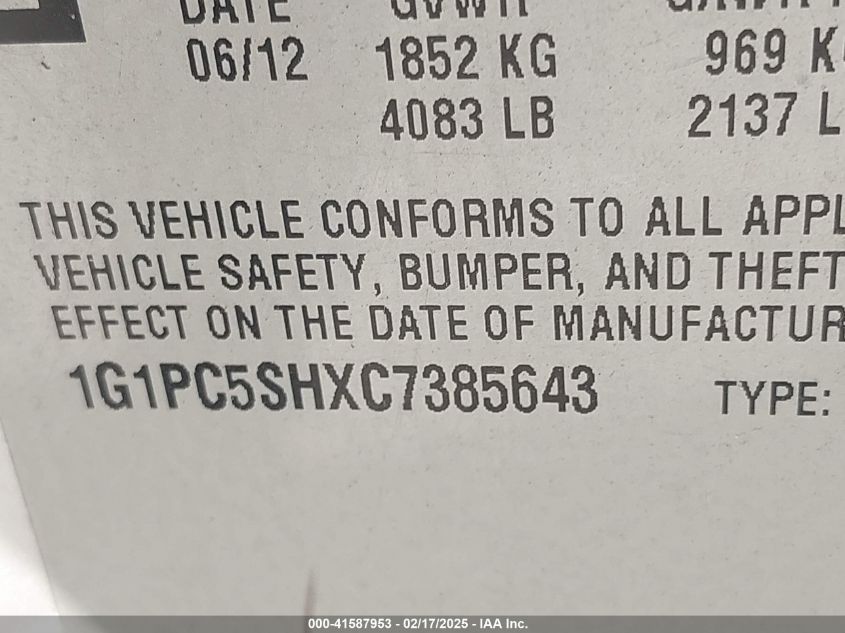 DATE GVWR
06/12 1852 KG 969 K
4083 LB 2137 L
THIS VEHICLE CONFORMS TO ALL APPL
VEHICLE SAFETY, BUMPER, AND THEFT
EFFECT ON THE DATE OF MANUFACTUR
1G1PC5SHXC7385643 TYPE:
000-41587953 - 02/17/2025 - IAA Inc.